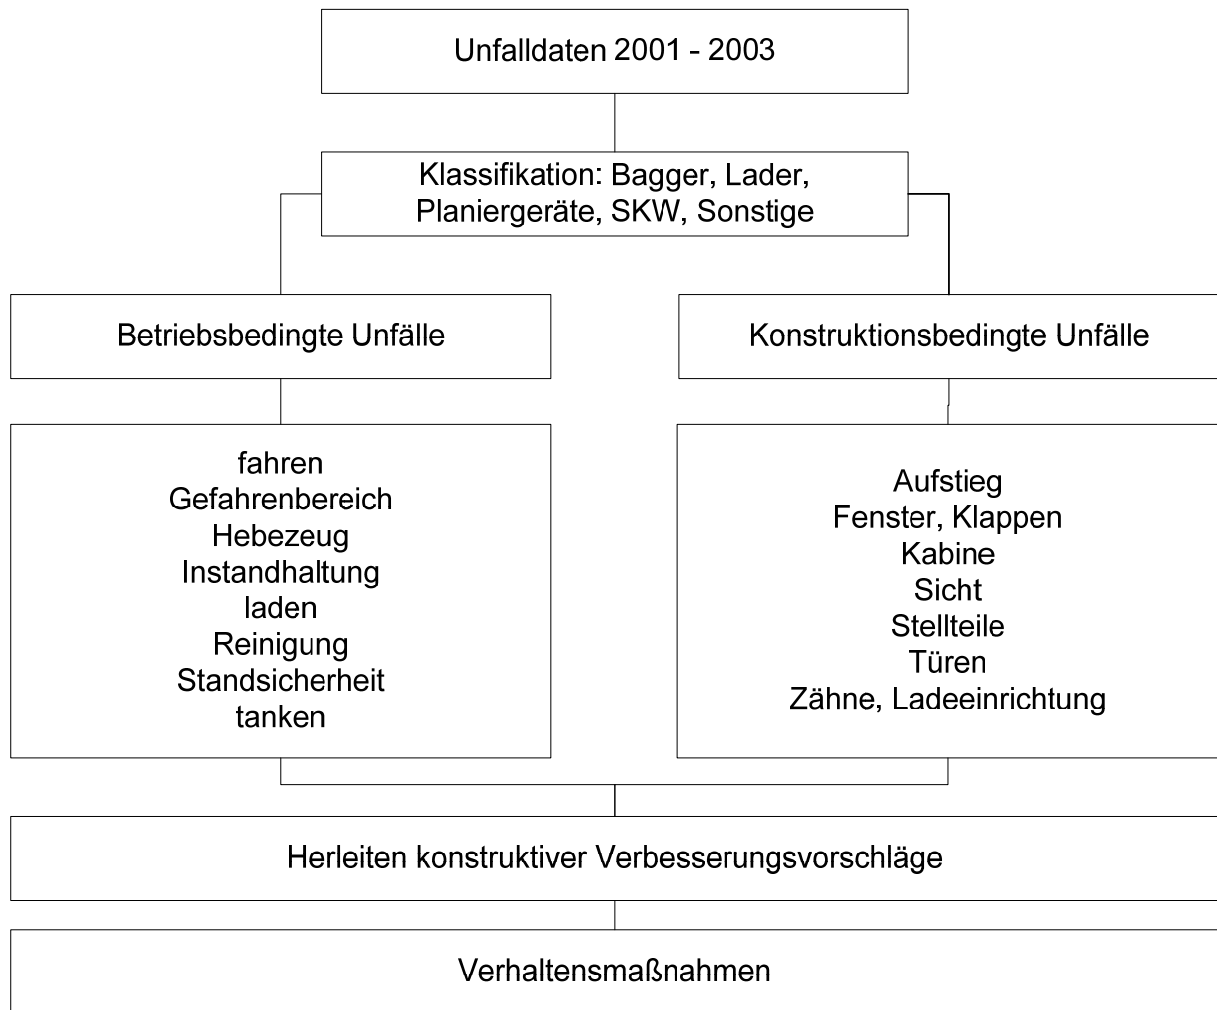 Unfalldaten 2001 - 2003
Klassifikation: Bagger, Lader,
Planiergeräte, SKW, Sonstige
Betriebsbedingte Unfälle
Konstruktionsbedingte Unfälle
fahren
Gefahrenbereich
Hebezeug
Instandhaltung
laden
Reinigung
Standsicherheit
tanken
Aufstieg
Fenster, Klappen
Kabine
Sicht
Stellteile
Türen
Zähne, Ladeeinrichtung
Herleiten konstruktiver Verbesserungsvorschläge
Verhaltensmaßnahmen